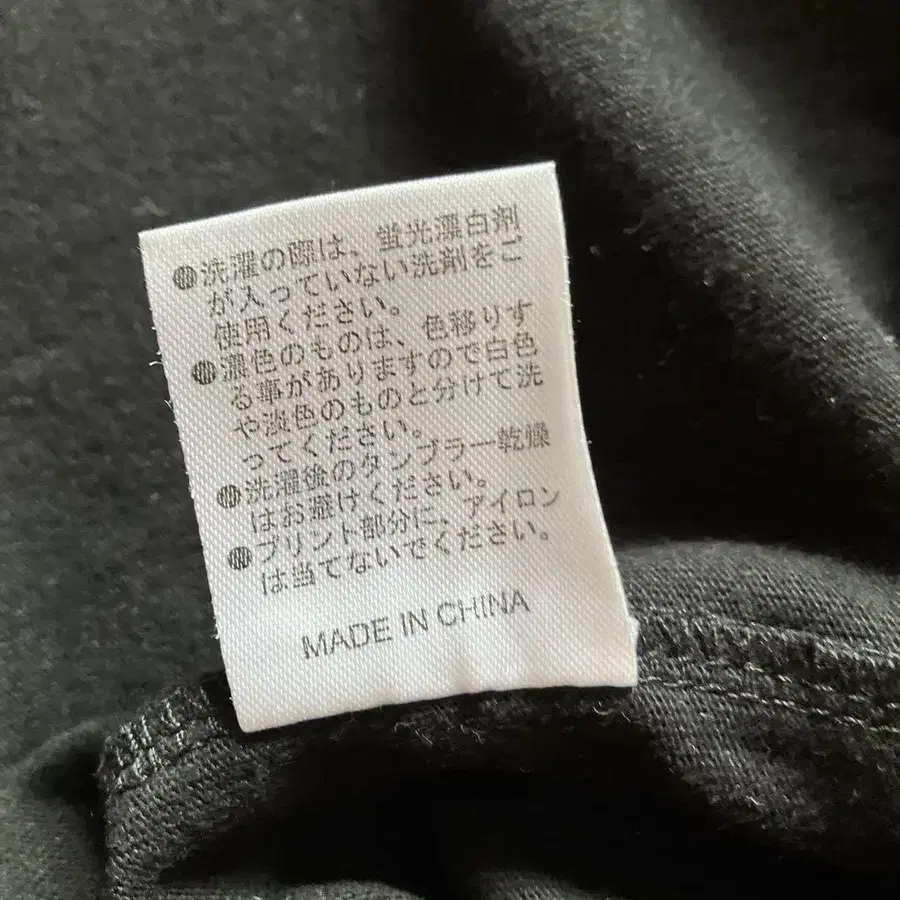 ●洗濯の際は、蛍光漂白剤
が入っていない洗剤をご
使用ください。
●濃色のものは、色移りす
る事がありますので白色
や淡色のものと分けて洗
ってください。
●洗濯後のタンブラー乾燥
はお避けください。
●プリント部分に、アイロン
は当てないでください。
MADE IN CHINA